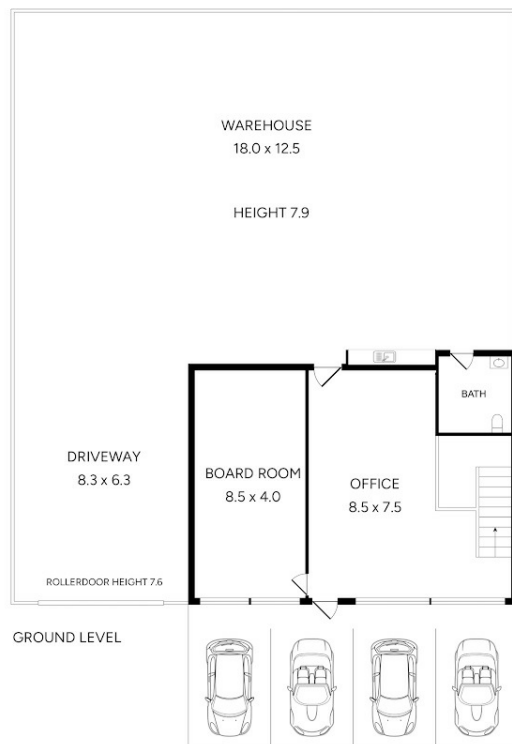 WAREHOUSE
18.0 x 12.5
HEIGHT 7.9
BATH
DRIVEWAY
8.3 x 6.3
BOARD ROOM
8.5 x 4.0
OFFICE
8.5 x 7.5
ROLLERDOOR HEIGHT 7.6
GROUND LEVEL